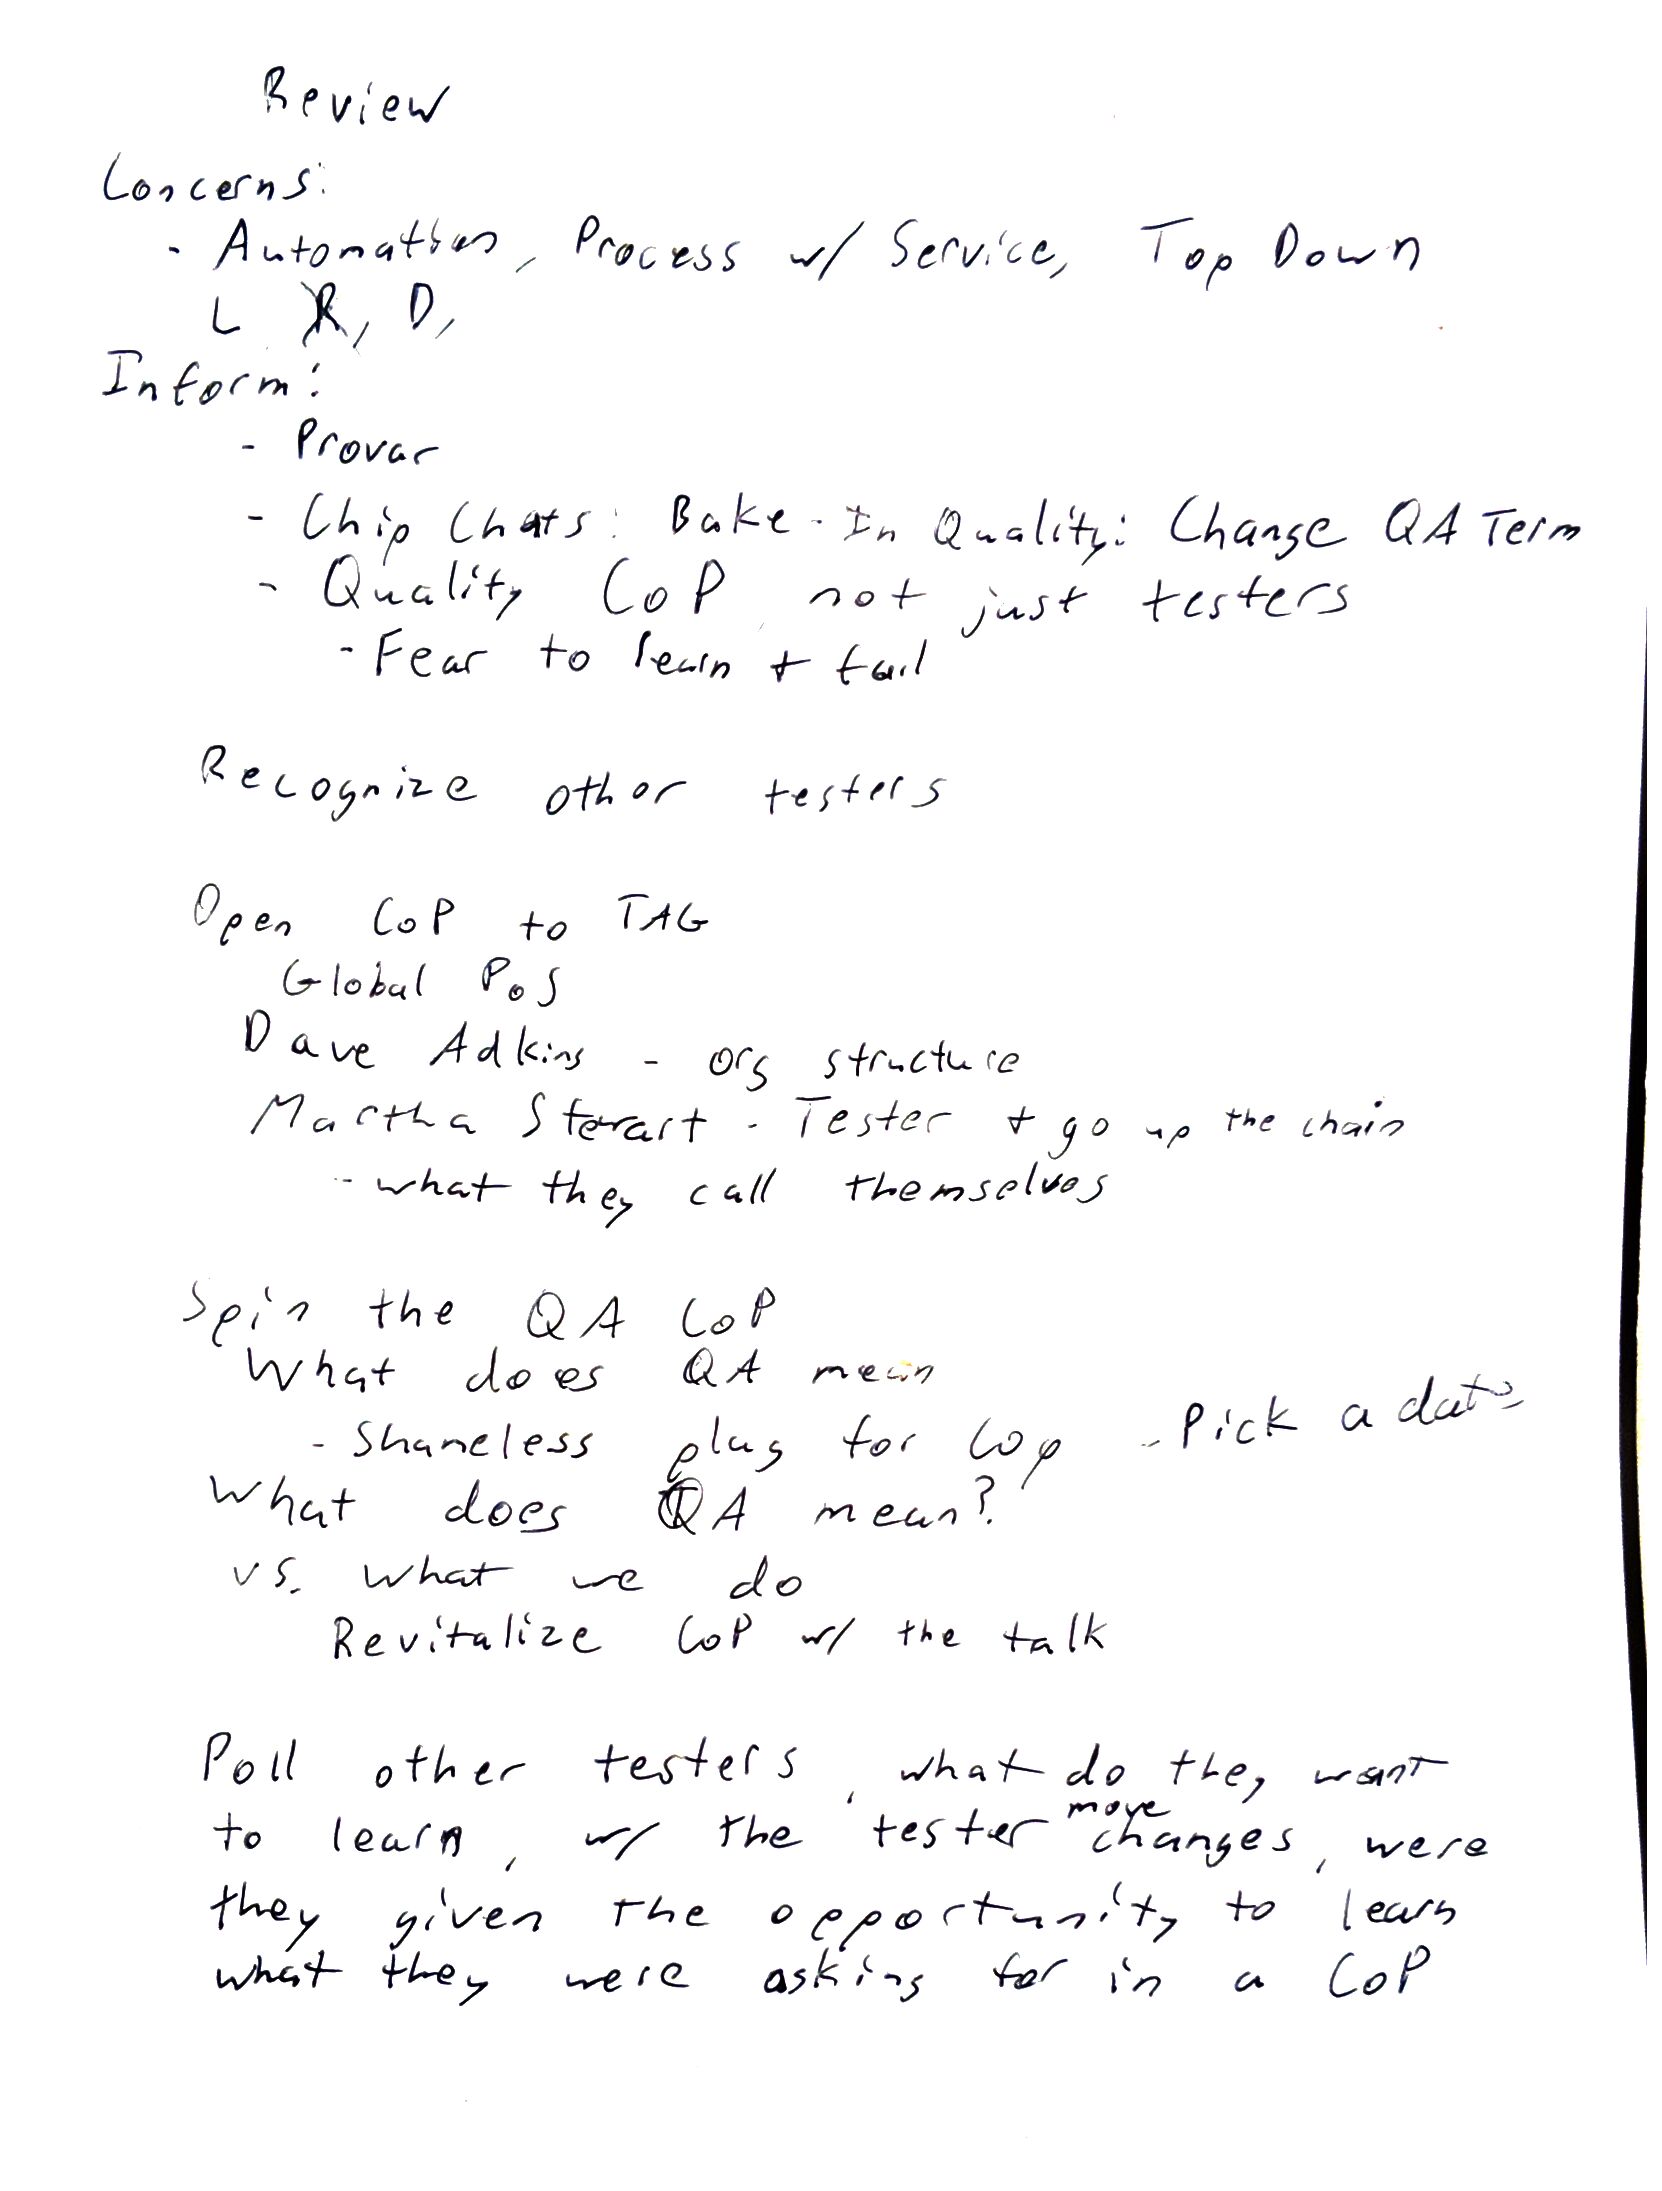 Review
Concerns:
- Automation, Process w/ Service, Top Down
L R, D,
Inform:
- Provar
- Chip Chats: Bake-In Quality: Change QA Term
- Quality CoP not just testers
- Fear to learn + fail
Recognize other testers
Open CoP to TAG
Global PoS
Dave Adkins - org structure
Martha Sterart - Tester + go up the chain
- what they call themselves
Spin the QA CoP
What does QA mean
- Shameless plug for Cop - Pick a date
What does QA mean?
vs. what we do
Revitalize CoP w/ the talk
Poll other testers, what do they want
to learn, w/ the tester move changes, were
they given the opportunity to learn
what they were asking for in a CoP